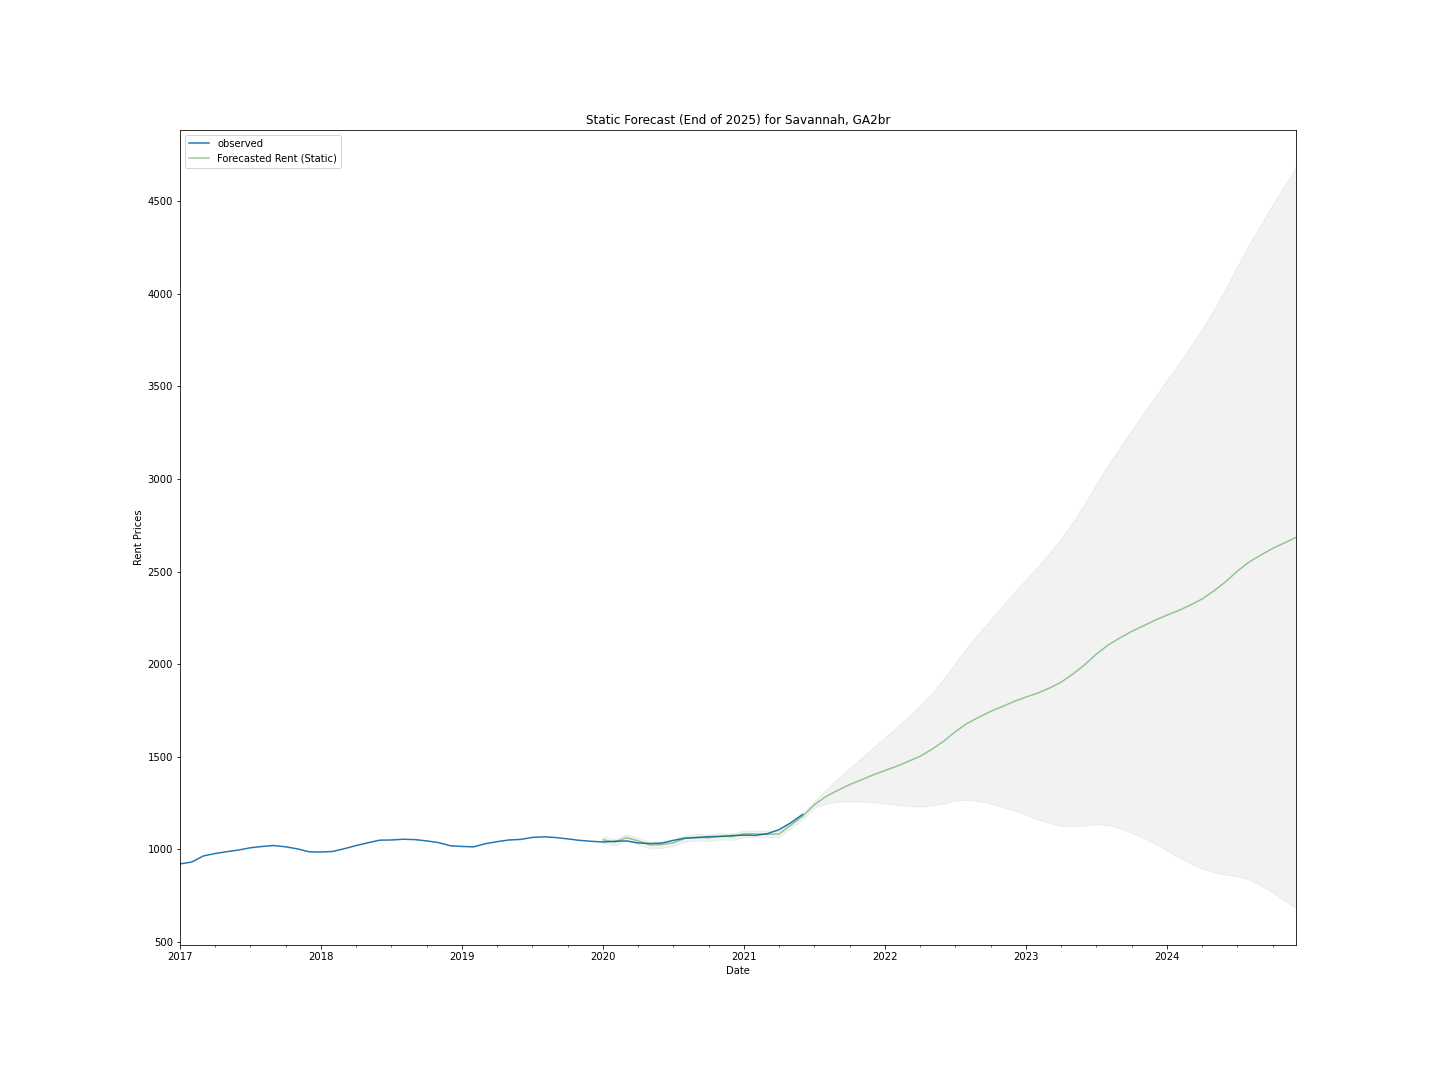 Static Forecast (End of 2025) for Savannah, GA2br
observed
Forecasted Rent (Static)
4500
4000
3500
3000
2500
2000
1500
1000
500
Rent Prices
2017 2018 2019 2020 2021 2022 2023 2024
Date